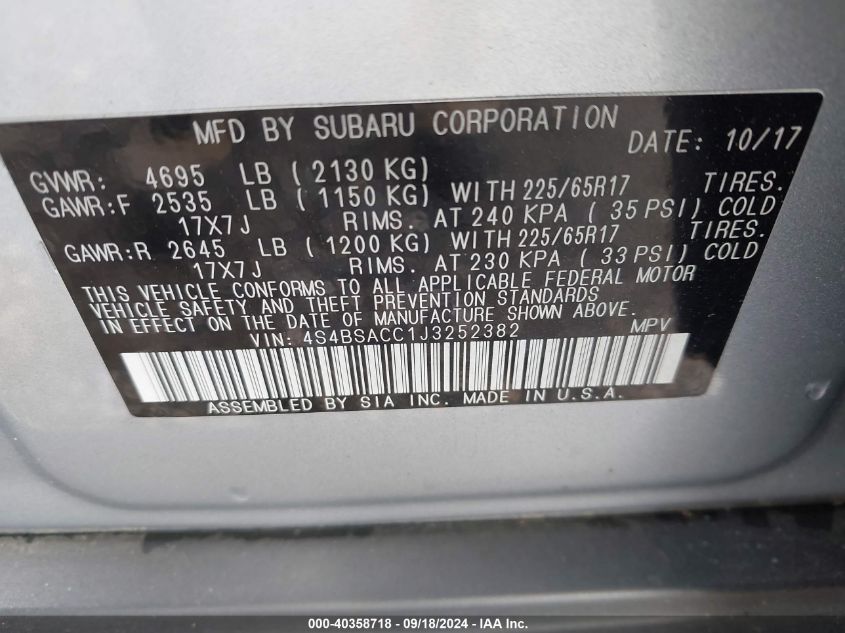 MFD BY SUBARU CORPORATION DATE: 10/17
GVWR: 4695 LB ( 2130 KG)
GAWR:F 2535 LB ( 1150 KG) WITH 225/65R17 TIRES.
17X7J RIMS. AT 240 KPA ( 35 PSI) COLD
GAWR:R 2645 LB ( 1200 KG) WITH 225/65R17 TIRES.
17X7J RIMS. AT 230 KPA ( 33 PSI) COLD
THIS VEHICLE CONFORMS TO ALL APPLICABLE FEDERAL MOTOR
VEHICLE SAFETY AND THEFT PREVENTION STANDARDS
IN EFFECT ON THE DATE OF MANUFACTURE SHOWN ABOVE.
VIN: 4S4BSACC1J3252382 MPV
ASSEMBLED BY SIA INC. MADE IN U.S.A.
000-40358718 - 09/18/2024 - IAA Inc.